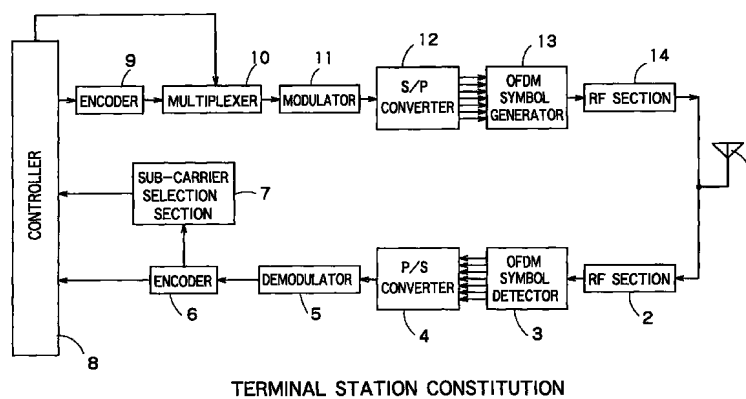 12
13
14
9
10
11
S/P
CONVERTER
OFDM
SYMBOL
GENERATOR
RF SECTION
ENCODER
MULTIPLEXER
MODULATOR
CONTROLLER
SUB-CARRIER
SELECTION
SECTION
7
P/S
CONVERTER
OFDM
SYMBOL
DETECTOR
RF SECTION
ENCODER
DEMODULATOR
6
5
4
3
2
8
TERMINAL STATION CONSTITUTION